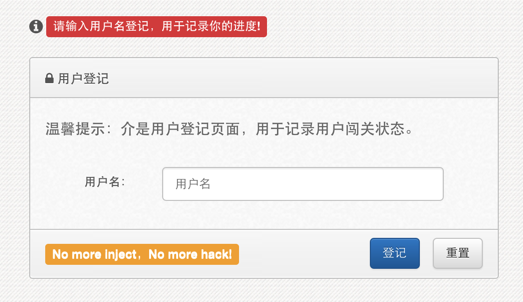 请输入用户名登记，用于记录你的进度!
用户登记
温馨提示：介是用户登记页面，用于记录用户闯关状态。
用户名：
用户名
No more inject，No more hack!
登记
重置